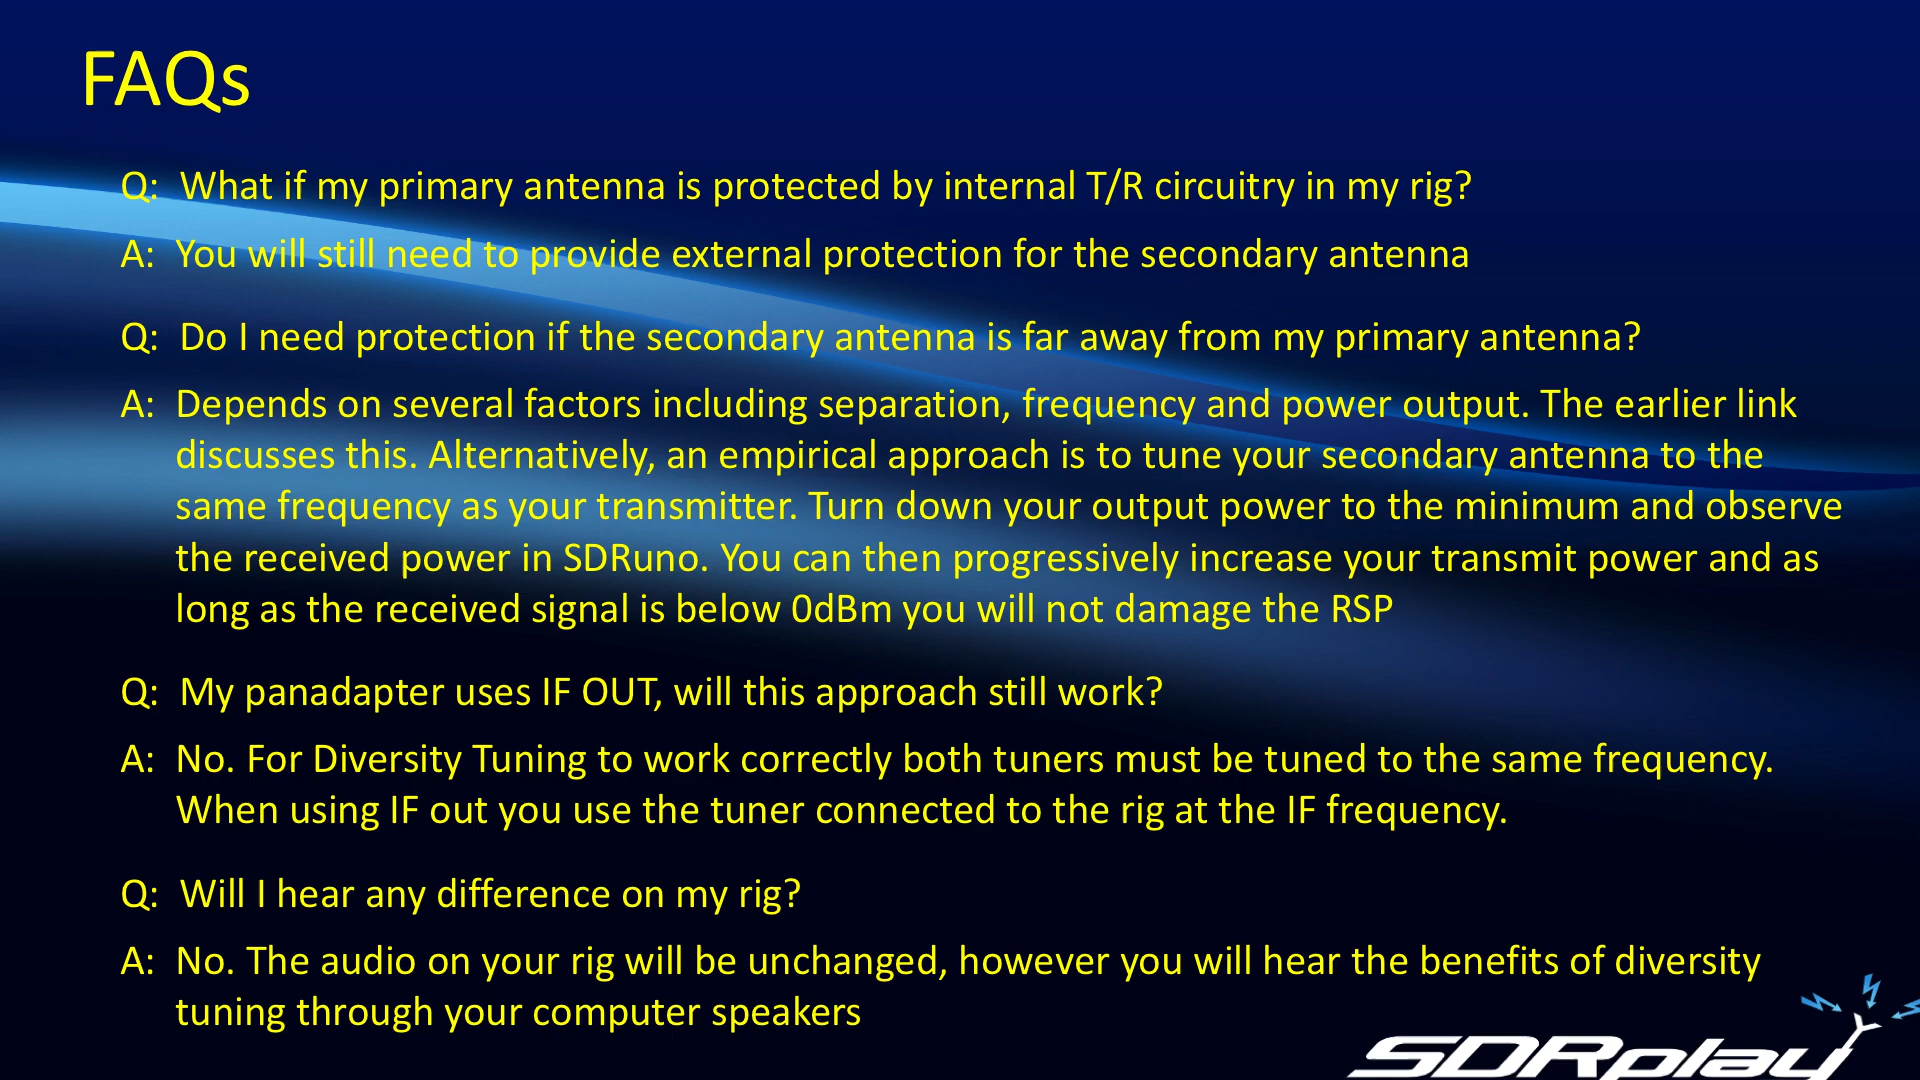 FAQs
Q: What if my primary antenna is protected by internal T/R circuitry in my rig?
A: You will still need to provide external protection for the secondary antenna
Q: Do I need protection if the secondary antenna is far away from my primary antenna?
A: Depends on several factors including separation, frequency and power output. The earlier link
discusses this. Alternatively, an empirical approach is to tune your secondary antenna to the
same frequency as your transmitter. Turn down your output power to the minimum and observe
the received power in SDRuno. You can then progressively increase your transmit power and as
long as the received signal is below 0dBm you will not damage the RSP
Q: My panadapter uses IF OUT, will this approach still work?
A: No. For Diversity Tuning to work correctly both tuners must be tuned to the same frequency.
When using IF out you use the tuner connected to the rig at the IF frequency.
Q: Will I hear any difference on my rig?
A: No. The audio on your rig will be unchanged, however you will hear the benefits of diversity
tuning through your computer speakers
SDRplay